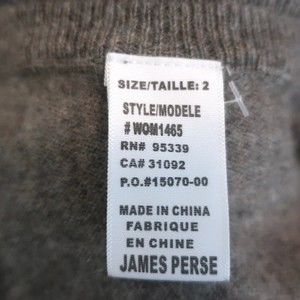 SIZE/TAILLE: 2
STYLE/MODELE
#WOM1465
RN# 95339
CA# 31092
P.O.#15070-00
MADE IN CHINA
FABRIQUE
EN CHINE
JAMES PERSE